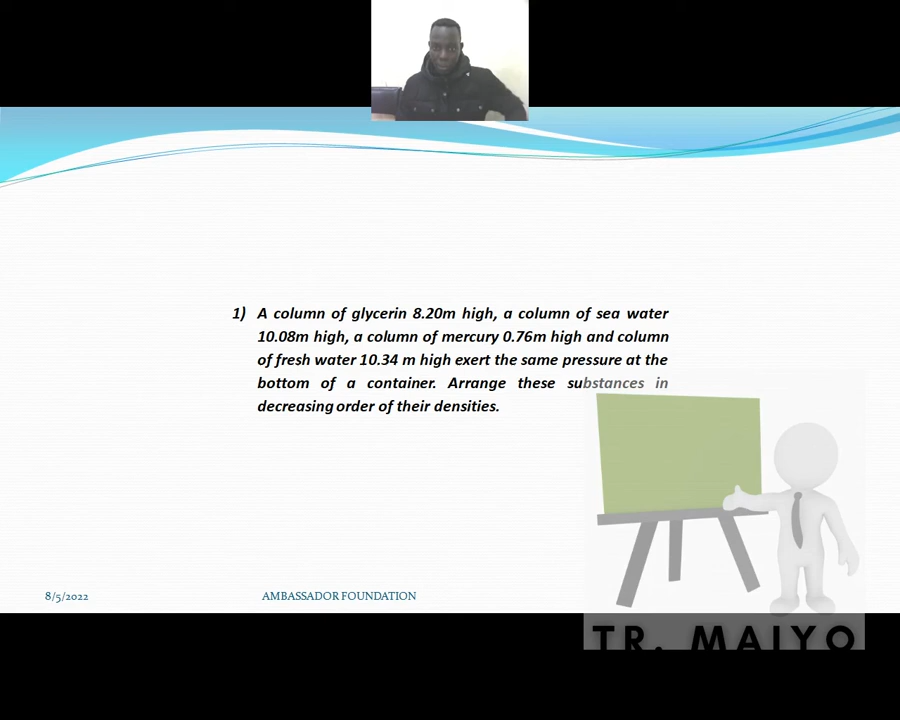 1) A column of glycerin 8.20m high, a column of sea water
10.08m high, a column of mercury 0.76m high and column
of fresh water 10.34 m high exert the same pressure at the
bottom of a container. Arrange these substances in
decreasing order of their densities.
8/5/2022
AMBASSADOR FOUNDATION
TR. MAIYO